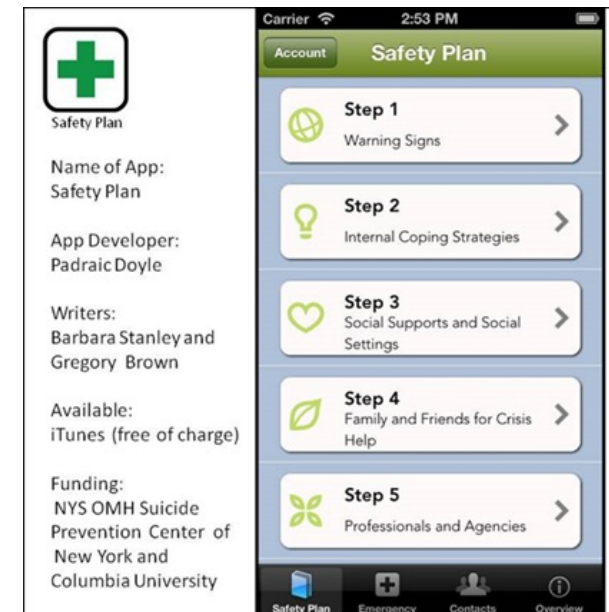 Safety Plan
Name of App:
Safety Plan
App Developer:
Padraic Doyle
Writers:
Barbara Stanley and
Gregory Brown
Available:
iTunes (free of charge)
Funding:
NYS OMH Suicide
Prevention Center of
New York and
Columbia University
Carrier 2:53 PM
Account Safety Plan
Step 1
Warning Signs
Step 2
Internal Coping Strategies
Step 3
Social Supports and Social
Settings
Step 4
Family and Friends for Crisis
Help
Step 5
Professionals and Agencies
Safety Plan Emergency Contacts Overview